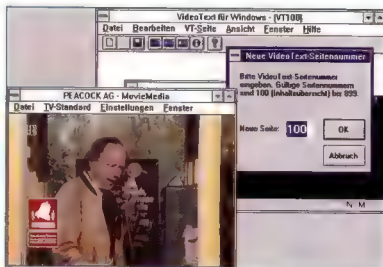 VideoText für Windows - [VT100]
Datei Bearbeiten VT-Seite Ansicht Fenster Hilfe
Neue VideoText-Seitennummer
Bitte VideoText-Seitennummer
eingeben. Gültige Seitennummern
sind 100 (Inhaltsübersicht) bis 899.
Neue Seite: 100
OK
Abbruch
PEACOCK AG - MovieMedia
Datei TV-Standard Einstellungen Fenster
N M